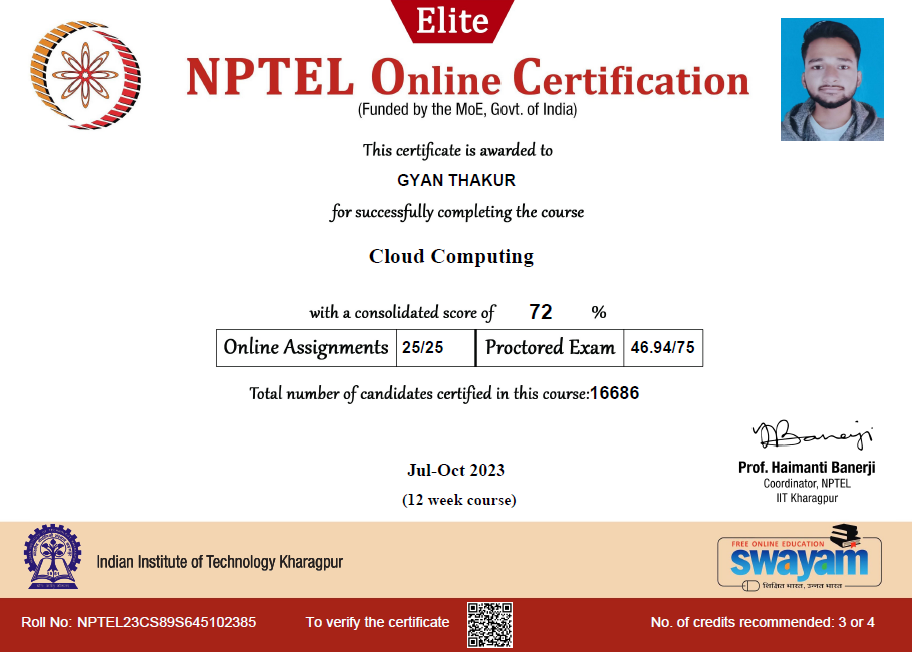 Elite
NPTEL Online Certification
(Funded by the MoE, Govt. of India)
This certificate is awarded to
GYAN THAKUR
for successfully completing the course
Cloud Computing
with a consolidated score of 72 %
Online Assignments 25/25 Proctored Exam 46.94/75
Total number of candidates certified in this course:16686
Banerji
Prof. Haimanti Banerji
Coordinator, NPTEL
IIT Kharagpur
Jul-Oct 2023
(12 week course)
Indian Institute of Technology Kharagpur
FREE ONLINE EDUCATION
swayam
शिक्षित भारत, उन्नत भारत
Roll No: NPTEL23CS89S645102385 To verify the certificate No. of credits recommended: 3 or 4